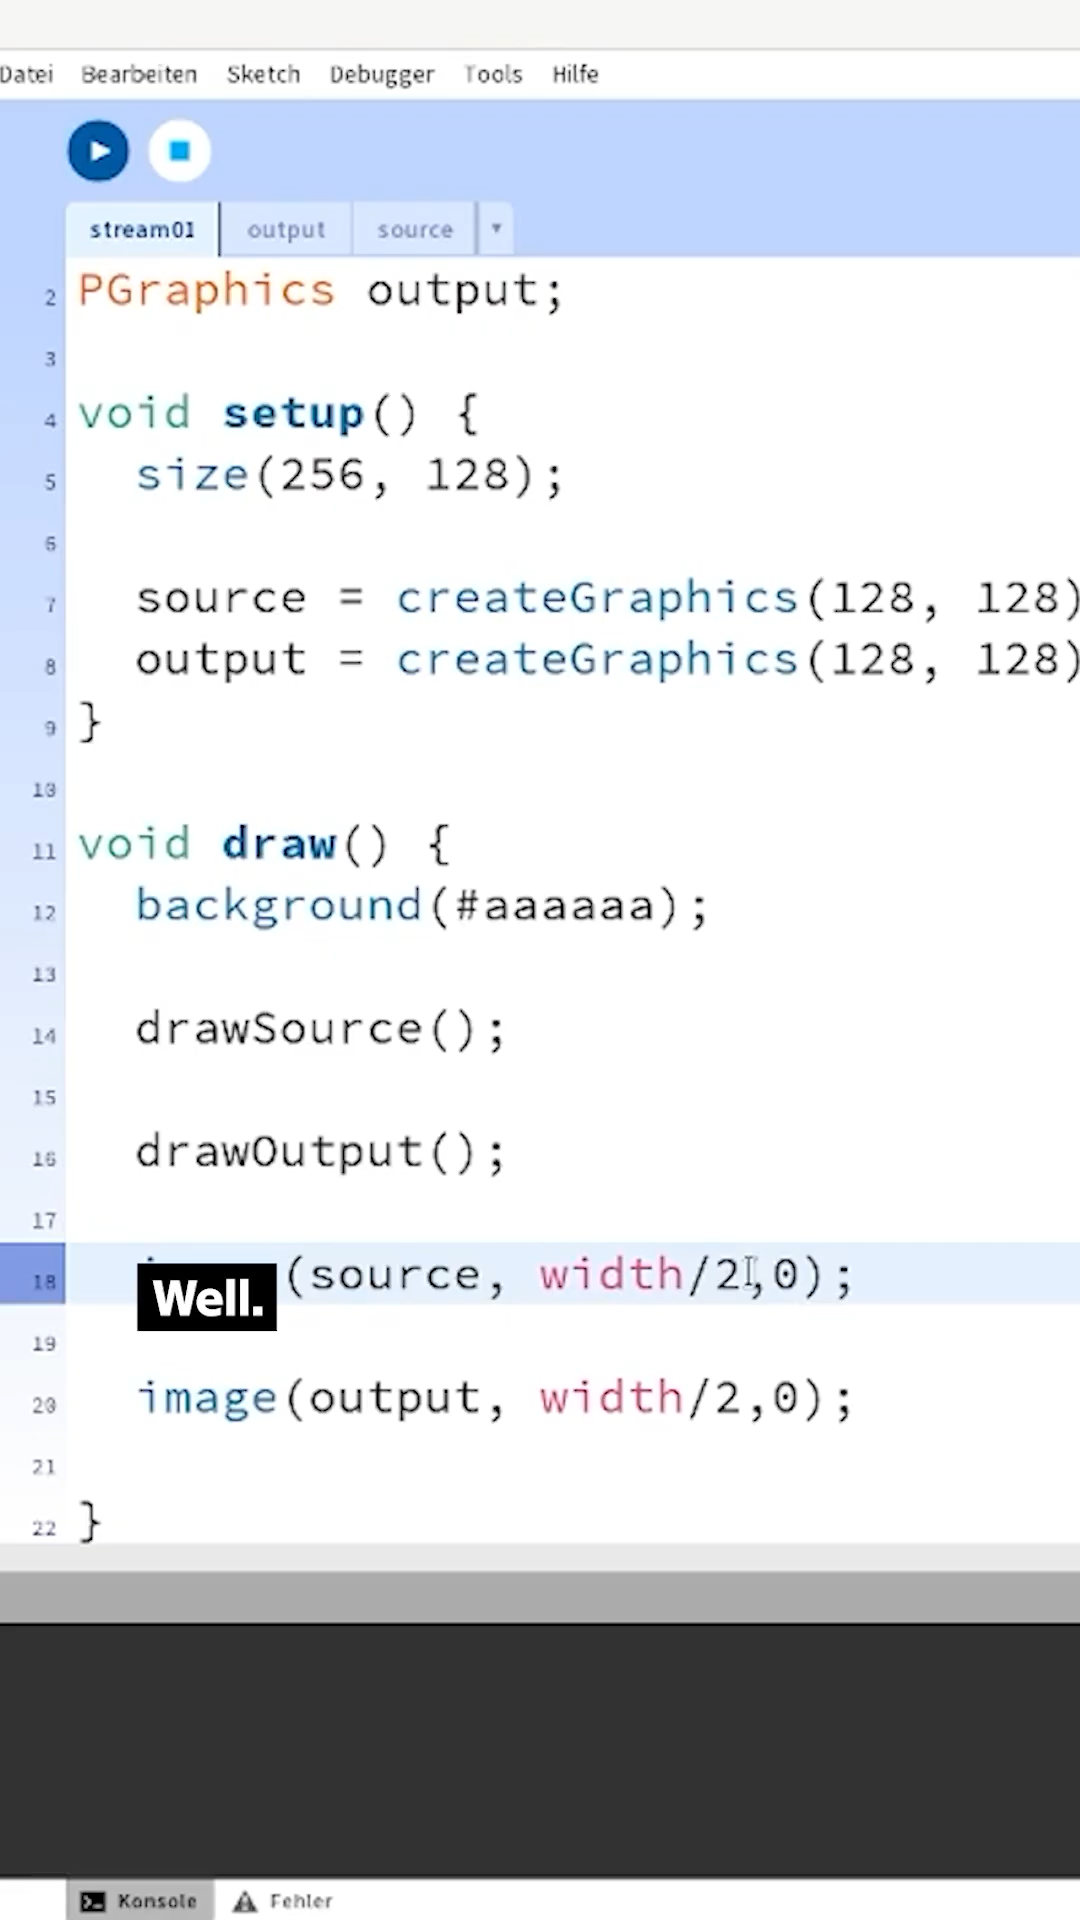 Datei Bearbeiten Sketch Debugger Tools Hilfe
stream01 output source
2 PGraphics output;
3
4 void setup() {
5 size(256, 128);
6
7 source = createGraphics(128, 128)
8 output = createGraphics(128, 128)
9 }
10
11 void draw() {
12 background(#aaaaaa);
13
14 drawSource();
15
16 drawOutput();
17
18 (source, width/2,0);
Well.
19
20 image(output, width/2,0);
21
22 }
Konsole Fehler